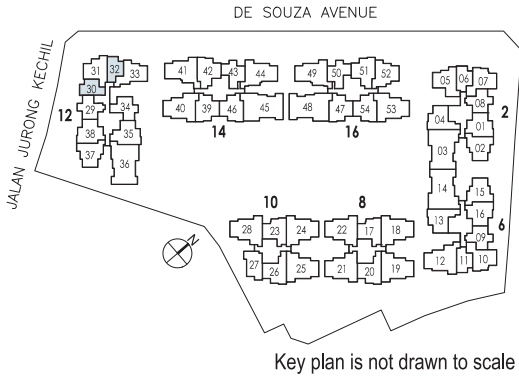 DE SOUZA AVENUE
JALAN JURONG KECHIL
31 32 33
30
29 34
12
38 35
37 36
41 42 43 44
40 39 46 45
14
49 50 51 52
48 47 54 53
16
05 06 07
08
04 01
2
03 02
14 15
13 16
6
09
12 11 10
10
28 23 24
27 26 25
8
22 17 18
21 20 19
N
Key plan is not drawn to scale